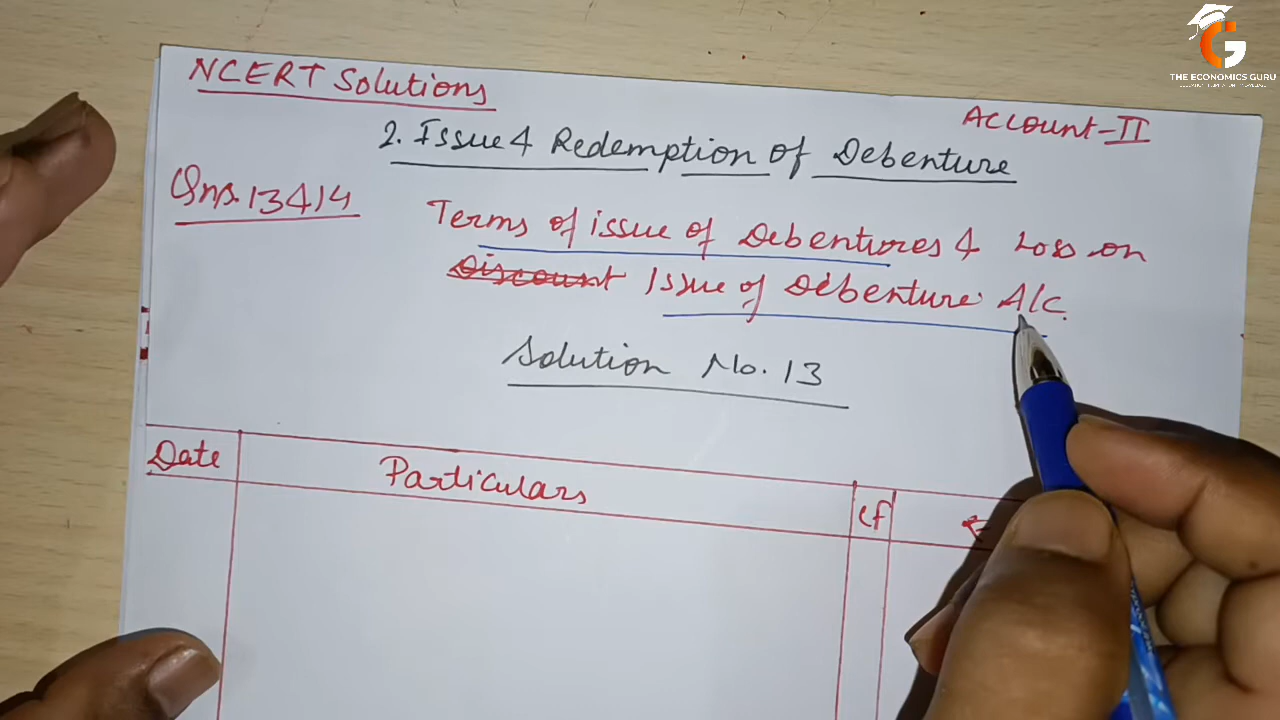 THE ECONOMICS GURU
NCERT Solutions
Account-II
2. Issue & Redemption of Debenture
Qns. 13 & 14
Terms of issue of Debentures & Loss on
Discount Issue of Debenture A/C.
Solution No. 13
Date Particulars LF ₹